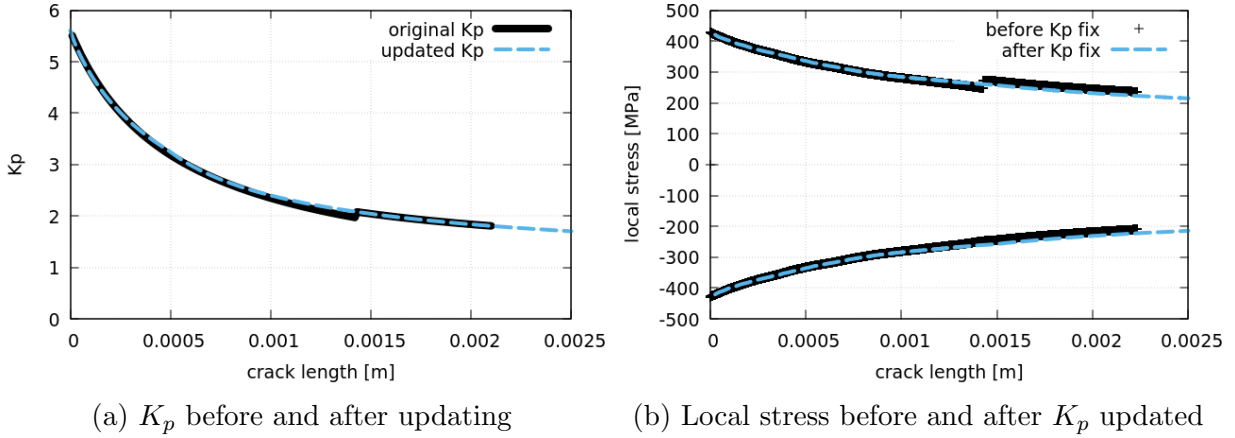 6
5
4
3
2
1
0
Kp
original Kp
updated Kp
0 0.0005 0.001 0.0015 0.002 0.0025
crack length [m]
(a) Kp before and after updating
500
400
300
200
100
0
-100
-200
-300
-400
-500
local stress [MPa]
before Kp fix
after Kp fix
0 0.0005 0.001 0.0015 0.002 0.0025
crack length [m]
(b) Local stress before and after Kp updated